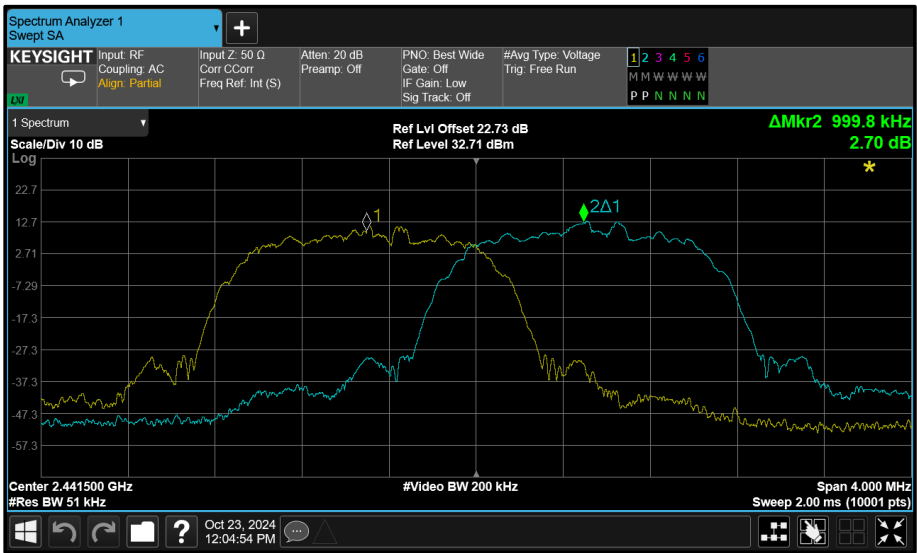 Spectrum Analyzer 1
Swept SA
+
KEYSIGHT
Input: RF
Coupling: AC
Align: Partial
Input Z: 50 Ω
Corr CCorr
Freq Ref: Int (S)
Atten: 20 dB
Preamp: Off
PNO: Best Wide
Gate: Off
IF Gain: Low
Sig Track: Off
#Avg Type: Voltage
Trig: Free Run
1 2 3 4 5 6
M M W W W W
P P N N N N
LXI
1 Spectrum
Scale/Div 10 dB
Ref Lvl Offset 22.73 dB
Ref Level 32.71 dBm
ΔMkr2 999.8 kHz
2.70 dB
Log
*
22.7
12.7
2.71
-7.29
-17.3
-27.3
-37.3
-47.3
-57.3
1
2Δ1
Center 2.441500 GHz
#Res BW 51 kHz
#Video BW 200 kHz
Span 4.000 MHz
Sweep 2.00 ms (10001 pts)
?
Oct 23, 2024
12:04:54 PM